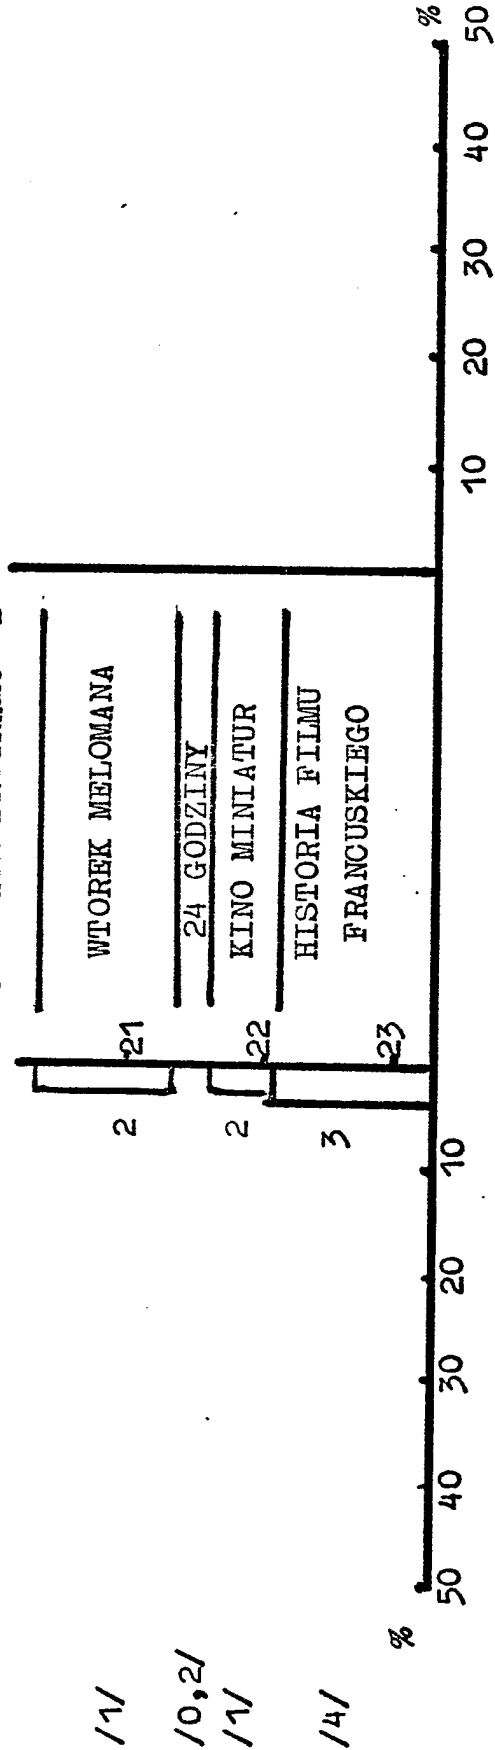 /1/ 2 21 WTOREK MELOMANA
/0,2/ 24 GODZINY
/1/ 2 22 KINO MINIATUR
/4/ 3 23 HISTORIA FILMU
FRANCUSKIEGO
% 50 40 30 20 10 10 20 30 40 50 %